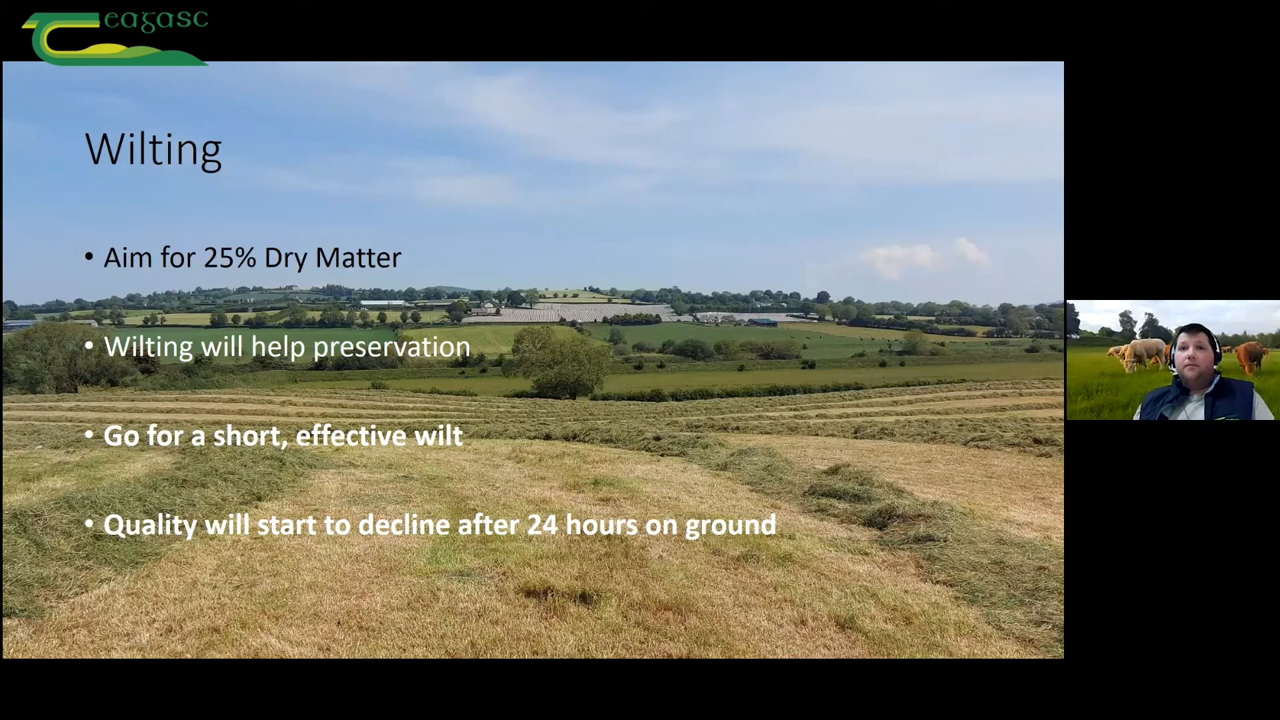 eagasc
Wilting
• Aim for 25% Dry Matter
• Wilting will help preservation
• Go for a short, effective wilt
• Quality will start to decline after 24 hours on ground